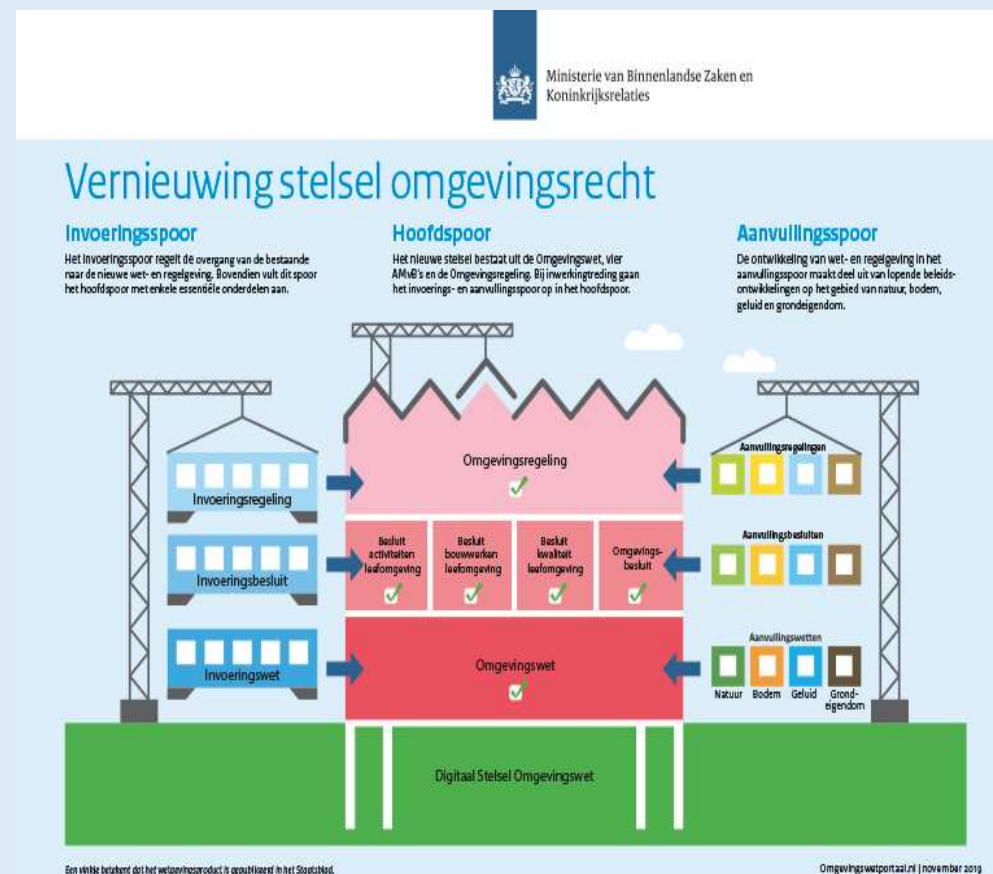 Ministerie van Binnenlandse Zaken en
Koninkrijksrelaties
Vernieuwing stelsel omgevingsrecht
Invoeringsspoor
Het invoeringsspoor regelt de overgang van de bestaande
naar de nieuwe wet- en regelgeving. Bovendien vult dit spoor
het hoofdspoor met enkele essentiële onderdelen aan.
Hoofdspoor
Het nieuwe stelsel bestaat uit de Omgevingswet, vier
AMvB's en de Omgevingsregeling. Bij inwerkingtreding gaan
het invoerings- en aanvullingsspoor op in het hoofdspoor.
Aanvullingsspoor
De ontwikkeling van wet- en regelgeving in het
aanvullingsspoor maakt deel uit van lopende beleids-
ontwikkelingen op het gebied van natuur, bodem,
geluid en grondeigendom.
Invoeringsregeling
Invoeringsbesluit
Invoeringswet
Omgevingsregeling
Besluit
activiteiten
leefomgeving
Besluit
bouwwerken
leefomgeving
Besluit
kwaliteit
leefomgeving
Omgevings-
besluit
Omgevingswet
Digitaal Stelsel Omgevingswet
Aanvullingsregelingen
Aanvullingsbesluiten
Aanvullingswetten
Natuur Bodem Geluid Grond-
eigendom
Een vinkje betekent dat het wetgevingsproduct is gepubliceerd in het Staatsblad.
Omgevingswetportaal.nl | november 2019